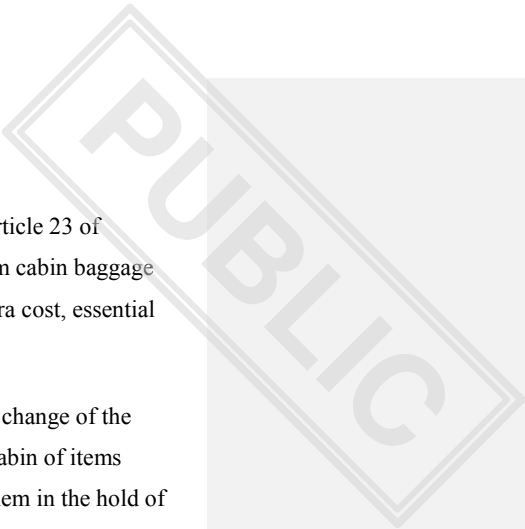 PUBLIC
rticle 23 of
m cabin baggage
ra cost, essential
change of the
abin of items
em in the hold of